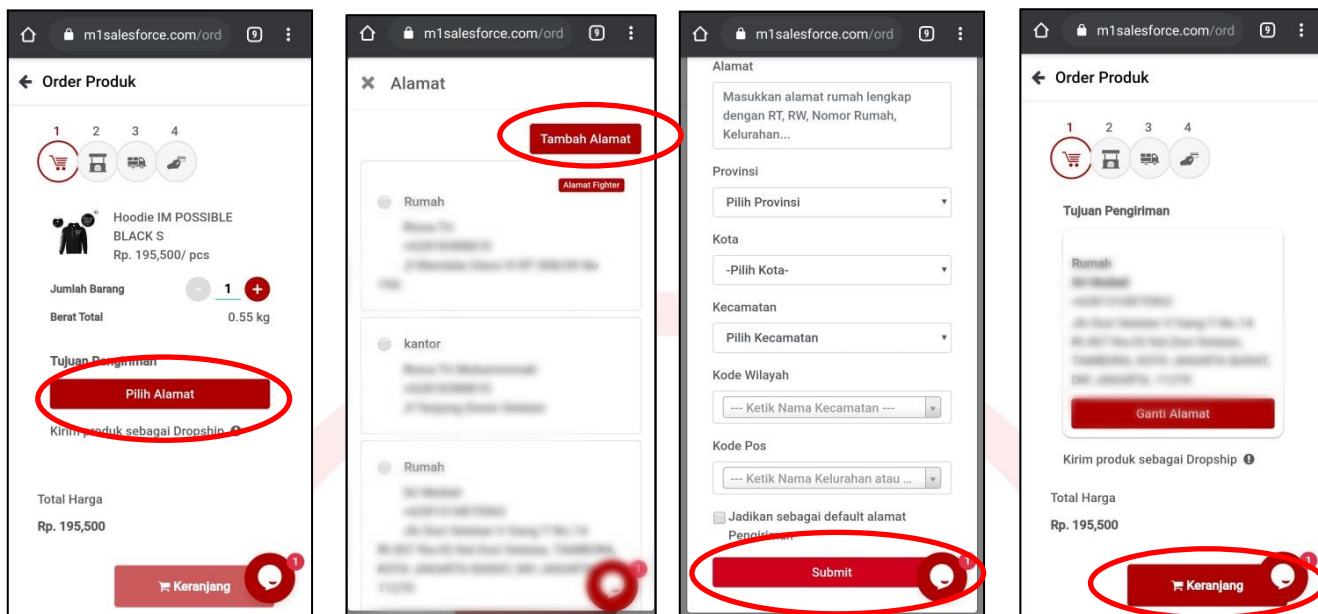 m1salesforce.com/ord
9
Order Produk
1 2 3 4
Hoodie IM POSSIBLE
BLACK S
Rp. 195,500/ pcs
Jumlah Barang
1
Berat Total
0.55 kg
Tujuan Pengiriman
Pilih Alamat
Kirim produk sebagai Dropship
Total Harga
Rp. 195,500
Keranjang
1
m1salesforce.com/ord
9
Alamat
Tambah Alamat
Alamat Fighter
Rumah
kantor
Rumah
1
m1salesforce.com/ord
9
Alamat
Masukkan alamat rumah lengkap
dengan RT, RW, Nomor Rumah,
Kelurahan...
Provinsi
Pilih Provinsi
Kota
-Pilih Kota-
Kecamatan
Pilih Kecamatan
Kode Wilayah
--- Ketik Nama Kecamatan ---
Kode Pos
--- Ketik Nama Kelurahan atau ...
Jadikan sebagai default alamat
Pengiriman
Submit
1
m1salesforce.com/ord
9
Order Produk
1 2 3 4
Tujuan Pengiriman
Rumah
Ganti Alamat
Kirim produk sebagai Dropship
Total Harga
Rp. 195,500
Keranjang
1